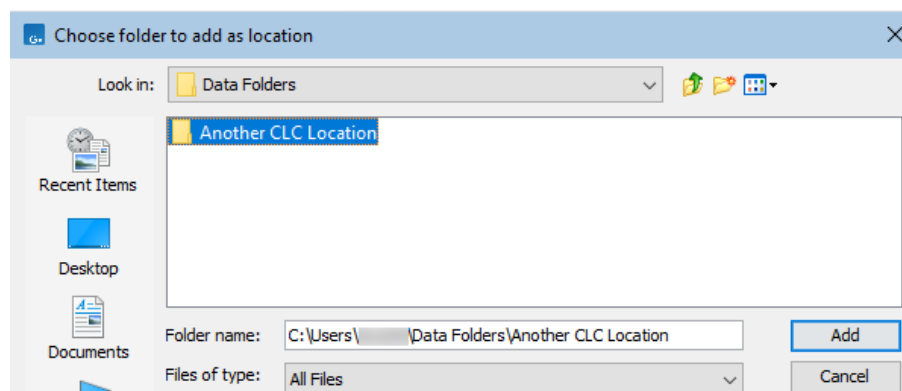 G.
Choose folder to add as location
Look in: Data Folders
Another CLC Location
Recent Items
Desktop
Documents
Folder name: C:\Users\ \Data Folders\Another CLC Location Add
Files of type: All Files Cancel